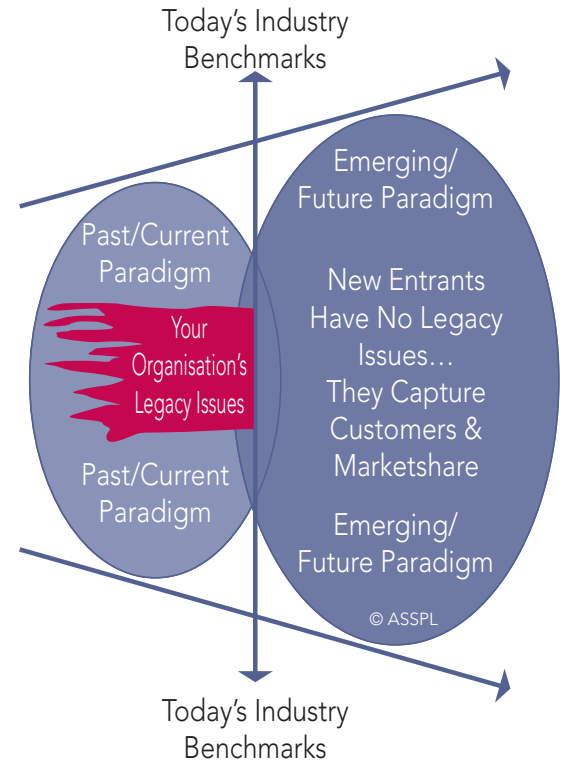 Today's Industry
Benchmarks
Past/Current
Paradigm
Your
Organisation's
Legacy Issues
Past/Current
Paradigm
Emerging/
Future Paradigm
New Entrants
Have No Legacy
Issues…
They Capture
Customers &
Marketshare
Emerging/
Future Paradigm
© ASSPL
Today's Industry
Benchmarks